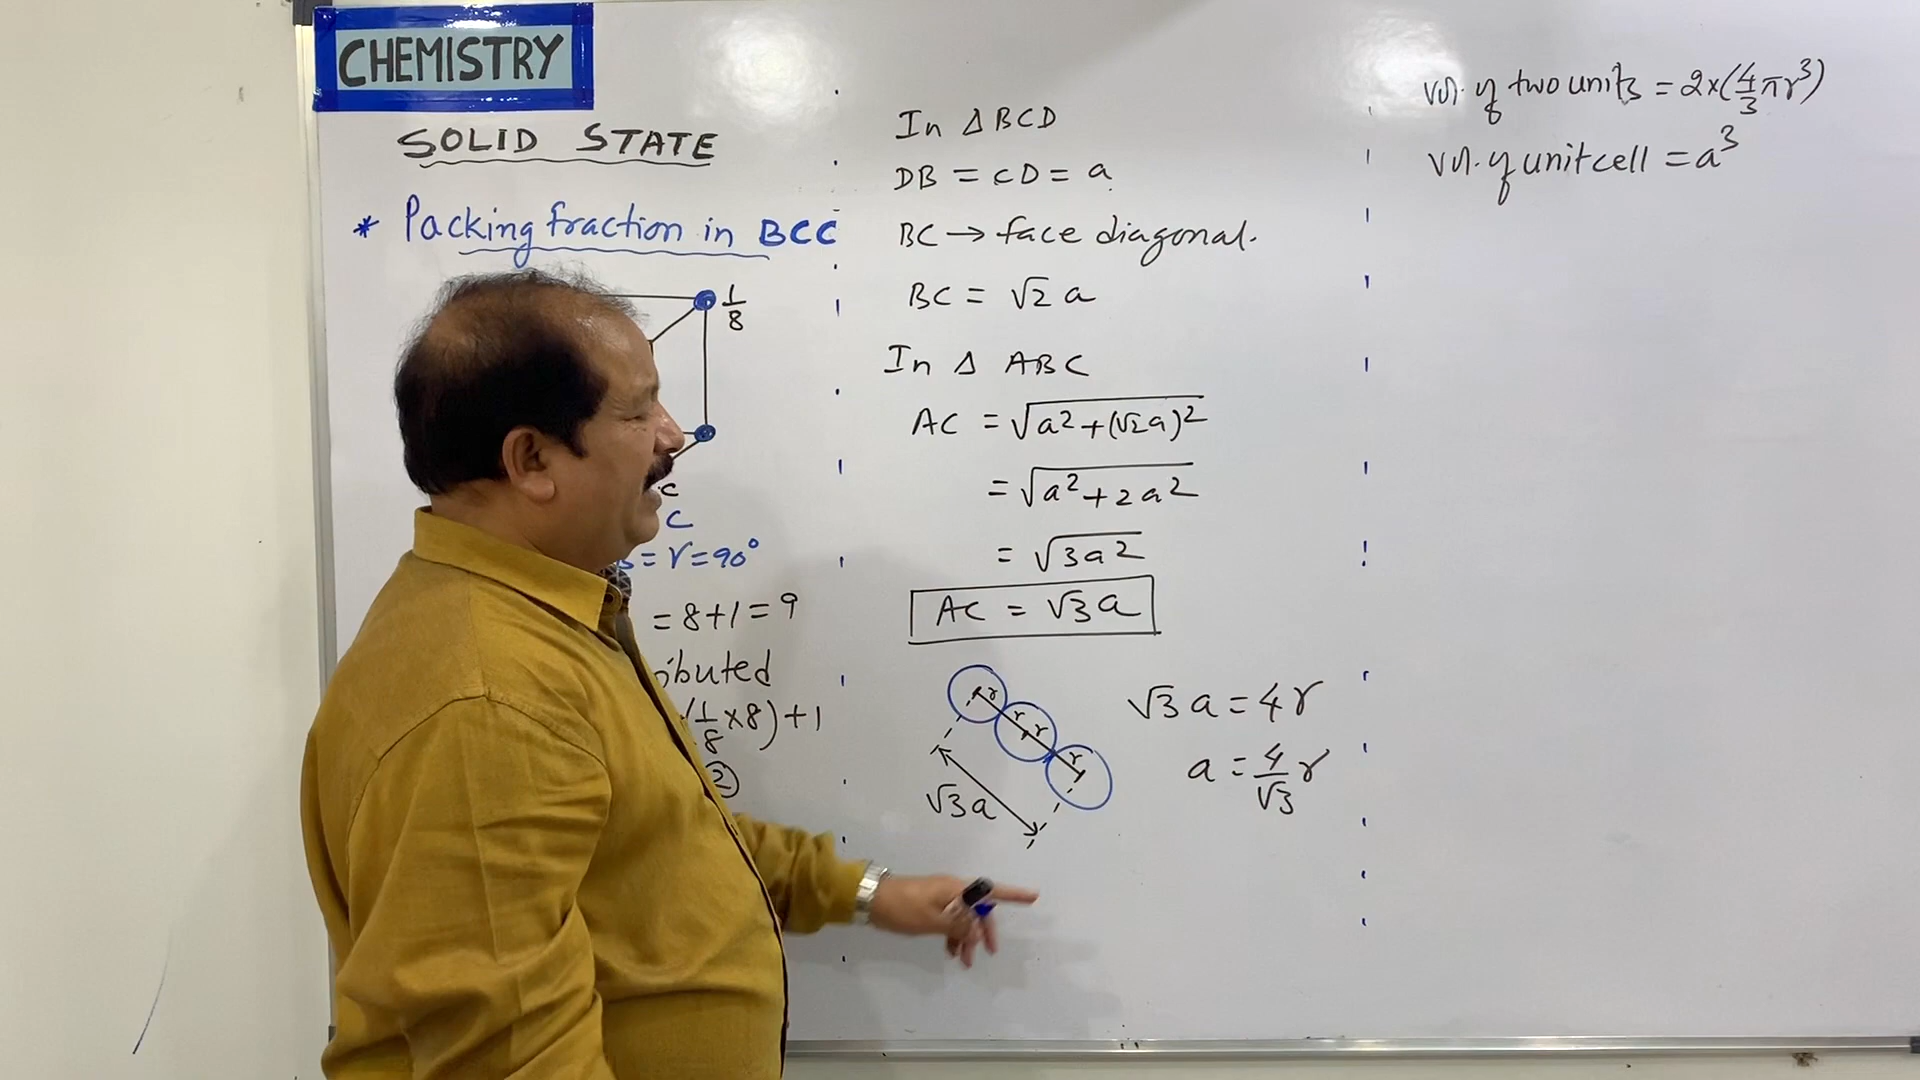 CHEMISTRY
SOLID STATE
* Packing fraction in BCC
1/8
c
C
= γ = 90°
= 8+1 = 9
ibuted
(1/8 × 8) + 1
②
In Δ BCD
DB = CD = a
BC → face diagonal.
BC = √2 a
In Δ ABC
AC = √a² + (√2a)²
= √a² + 2a²
= √3a²
AC = √3 a
r
r r
r
√3 a
√3 a = 4r
a = 4/√3 r
Vol. of two units = 2×(4/3 πr³)
Vol. of unit cell = a³